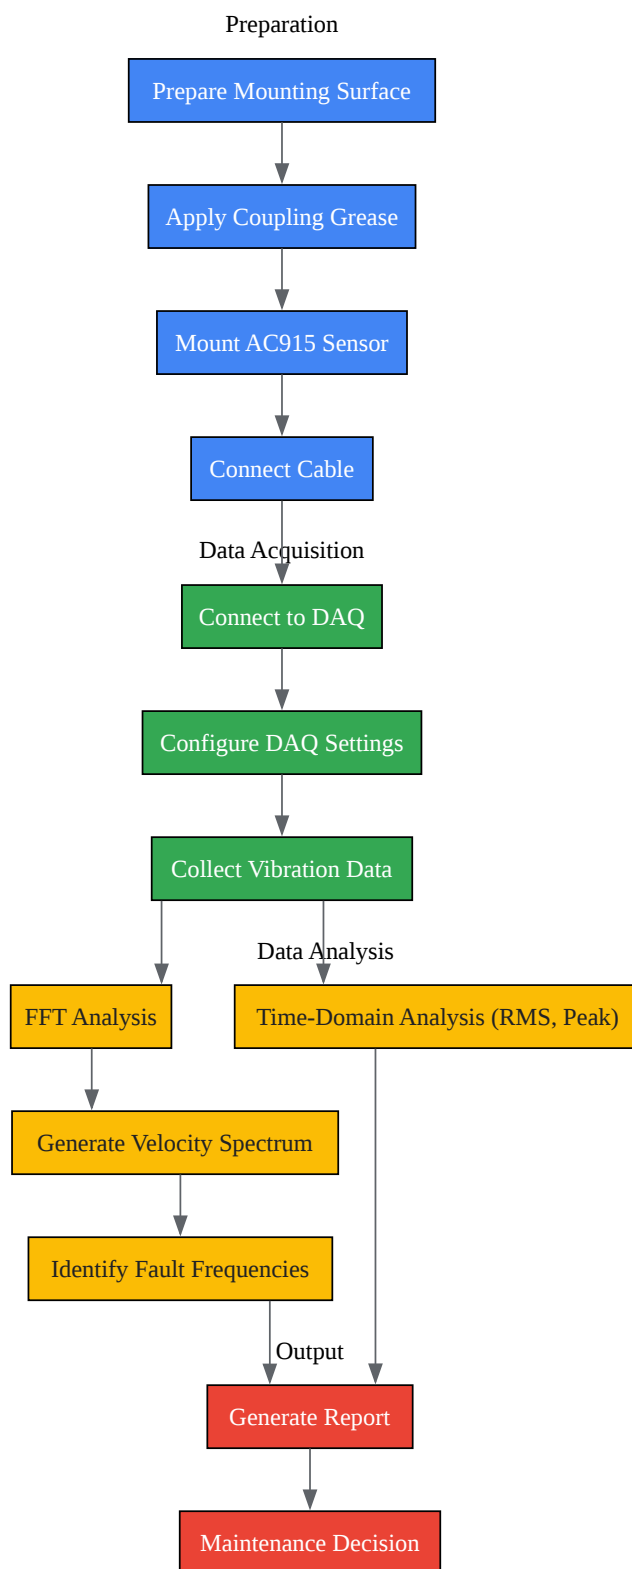 Preparation
Prepare Mounting Surface
Apply Coupling Grease
Mount AC915 Sensor
Connect Cable
Data Acquisition
Connect to DAQ
Configure DAQ Settings
Collect Vibration Data
Data Analysis
FFT Analysis
Time-Domain Analysis (RMS, Peak)
Generate Velocity Spectrum
Identify Fault Frequencies
Output
Generate Report
Maintenance Decision